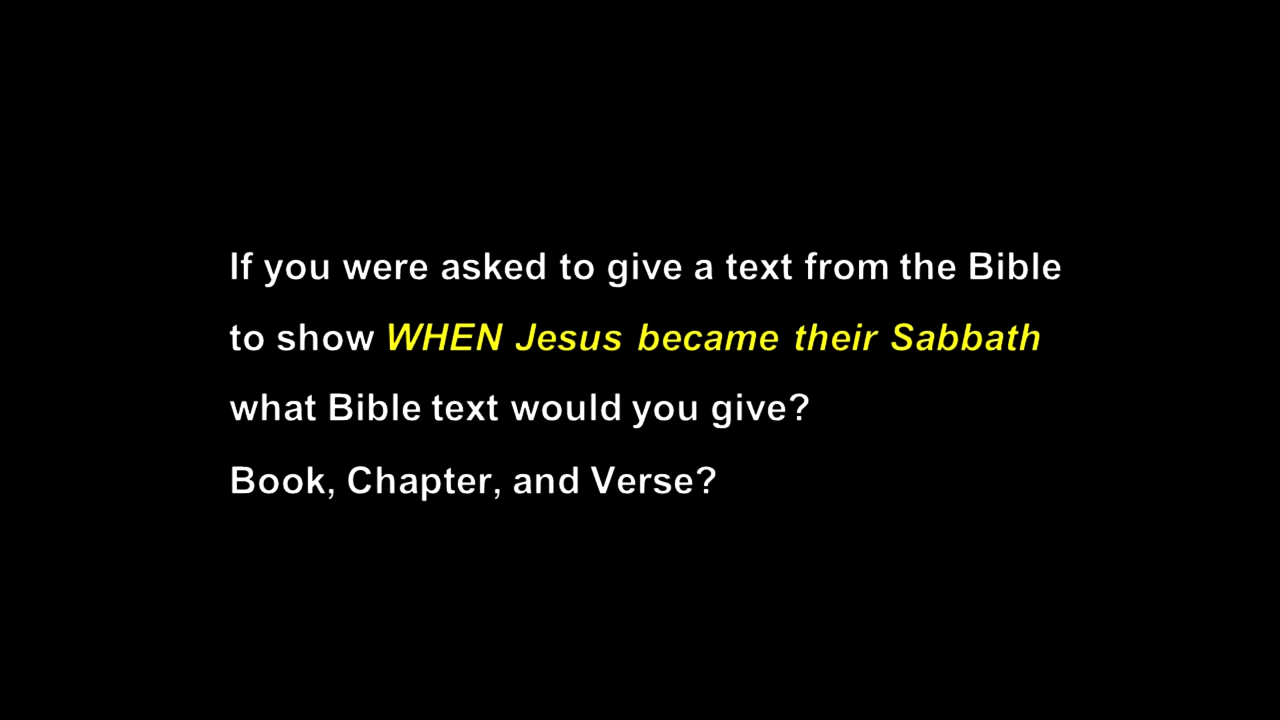 If you were asked to give a text from the Bible
to show WHEN Jesus became their Sabbath
what Bible text would you give?
Book, Chapter, and Verse?